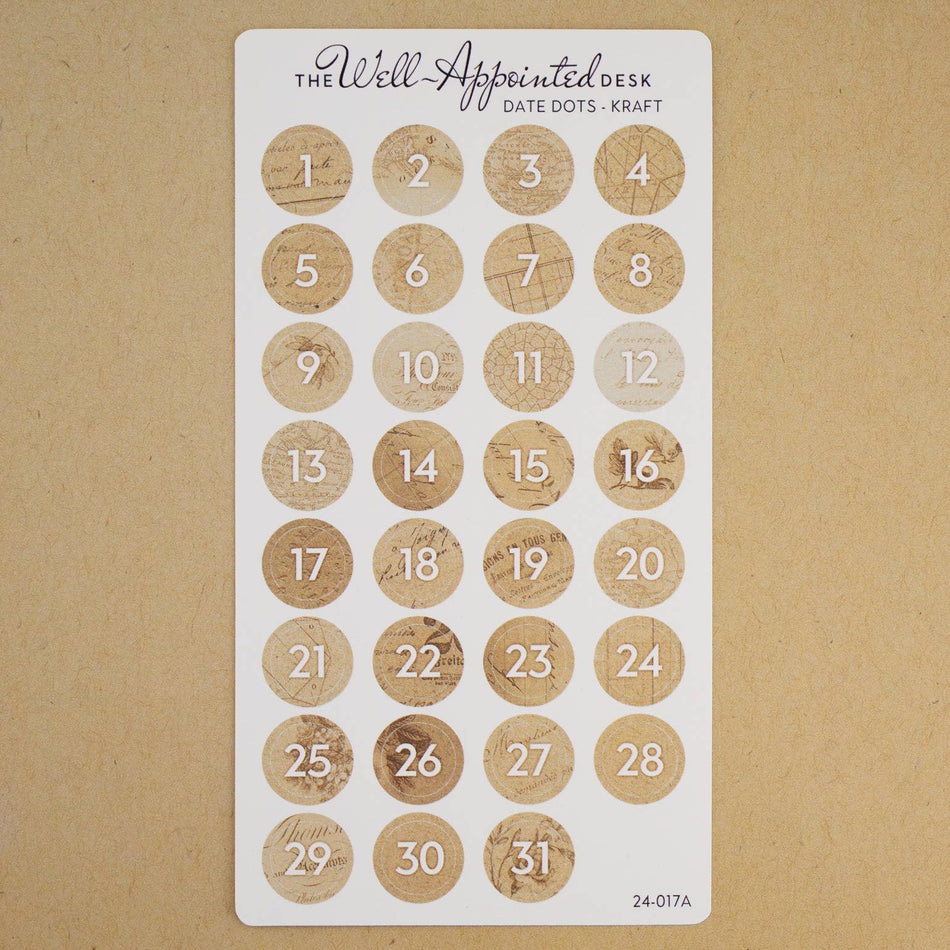 THE Well-Appointed DESK
DATE DOTS - KRAFT
1 2 3 4
5 6 7 8
9 10 11 12
13 14 15 16
17 18 19 20
21 22 23 24
25 26 27 28
29 30 31
24-017A